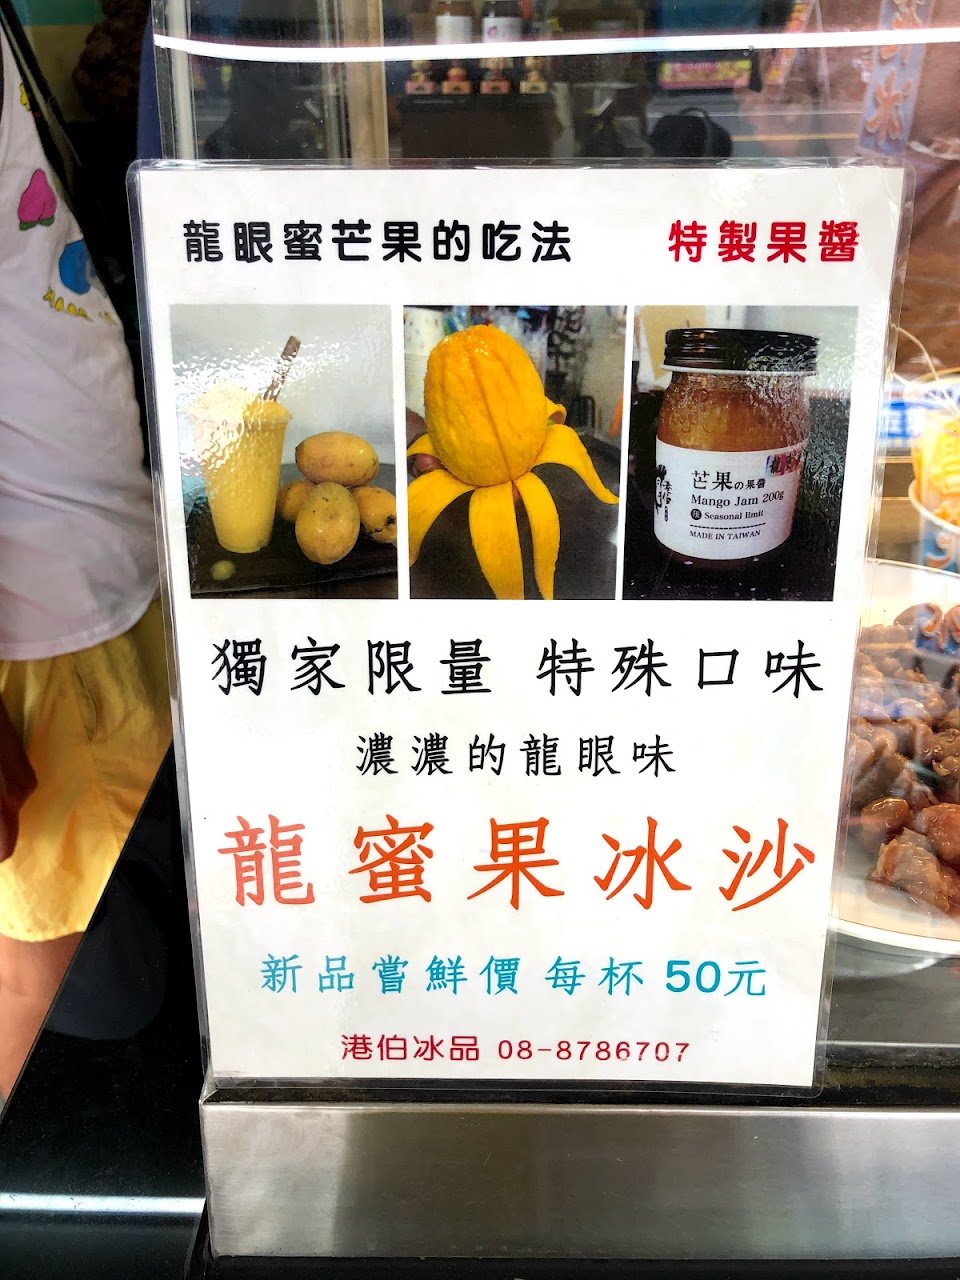 龍眼蜜芒果的吃法 特製果醬
芒果の果醬
Mango Jam 200g
限 Seasonal limit
MADE IN TAIWAN
獨家限量 特殊口味
濃濃的龍眼味
龍蜜果冰沙
新品嘗鮮價 每杯 50元
港伯冰品 08-8786707